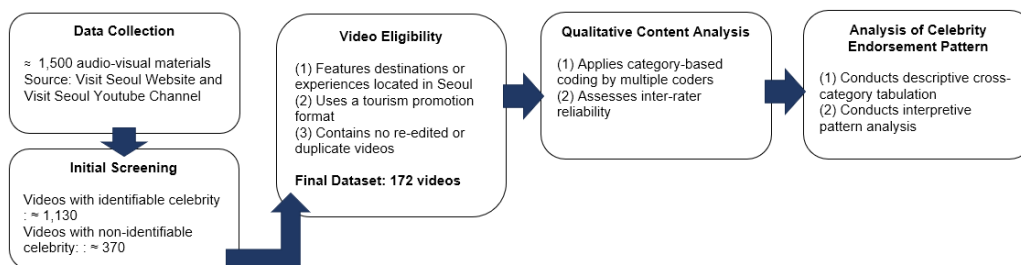 Data Collection
≈ 1,500 audio-visual materials
Source: Visit Seoul Website and
Visit Seoul Youtube Channel
Initial Screening
Videos with identifiable celebrity
: ≈ 1,130
Videos with non-identifiable
celebrity: : ≈ 370
Video Eligibility
(1) Features destinations or
experiences located in Seoul
(2) Uses a tourism promotion
format
(3) Contains no re-edited or
duplicate videos
Final Dataset: 172 videos
Qualitative Content Analysis
(1) Applies category-based
coding by multiple coders
(2) Assesses inter-rater
reliability
Analysis of Celebrity
Endorsement Pattern
(1) Conducts descriptive cross-
category tabulation
(2) Conducts interpretive
pattern analysis